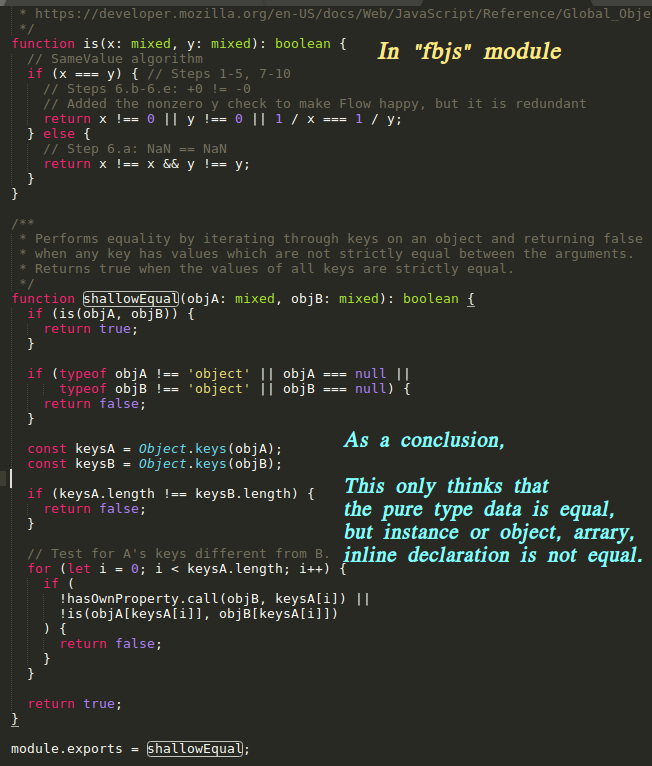 * https://developer.mozilla.org/en-US/docs/Web/JavaScript/Reference/Global_Obje
 */
function is(x: mixed, y: mixed): boolean {
In "fbjs" module
  // SameValue algorithm
  if (x === y) { // Steps 1-5, 7-10
    // Steps 6.b-6.e: +0 != -0
    // Added the nonzero y check to make Flow happy, but it is redundant
    return x !== 0 || y !== 0 || 1 / x === 1 / y;
  } else {
    // Step 6.a: NaN == NaN
    return x !== x && y !== y;
  }
}

/**
 * Performs equality by iterating through keys on an object and returning false
 * when any key has values which are not strictly equal between the arguments.
 * Returns true when the values of all keys are strictly equal.
 */
function shallowEqual(objA: mixed, objB: mixed): boolean {
  if (is(objA, objB)) {
    return true;
  }

  if (typeof objA !== 'object' || objA === null ||
      typeof objB !== 'object' || objB === null) {
    return false;
  }

  const keysA = Object.keys(objA);
  const keysB = Object.keys(objB);

  if (keysA.length !== keysB.length) {
    return false;
  }

  // Test for A's keys different from B.
  for (let i = 0; i < keysA.length; i++) {
    if (
      !hasOwnProperty.call(objB, keysA[i]) ||
      !is(objA[keysA[i]], objB[keysA[i]])
    ) {
      return false;
    }
  }

  return true;
}

module.exports = shallowEqual;
As a conclusion,
This only thinks that
the pure type data is equal,
but instance or object, arrary,
inline declaration is not equal.